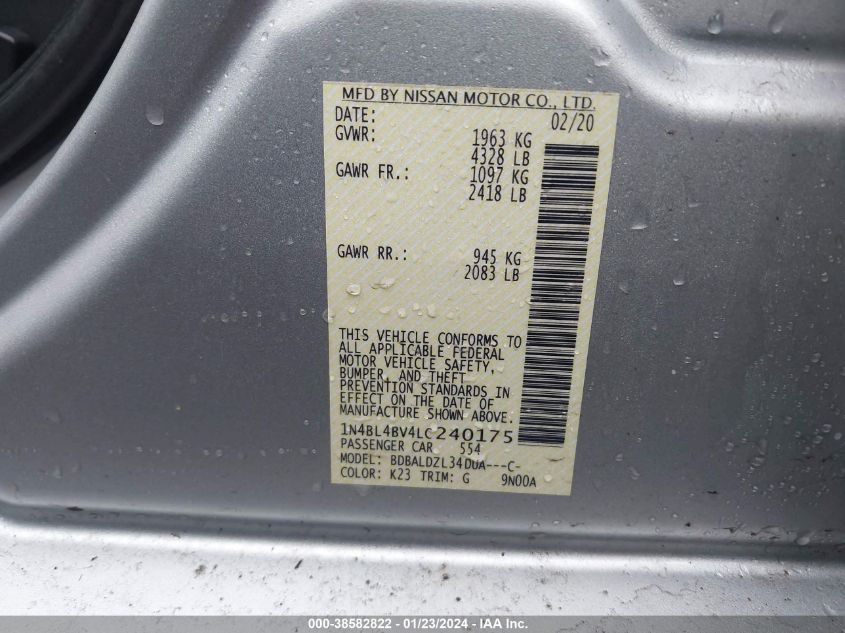 MFD BY NISSAN MOTOR CO., LTD.
DATE: 02/20
GVWR: 1963 KG
4328 LB
GAWR FR.: 1097 KG
2418 LB
GAWR RR.: 945 KG
2083 LB
THIS VEHICLE CONFORMS TO
ALL APPLICABLE FEDERAL
MOTOR VEHICLE SAFETY,
BUMPER, AND THEFT
PREVENTION STANDARDS IN
EFFECT ON THE DATE OF
MANUFACTURE SHOWN ABOVE.
1N4BL4BV4LC240175
PASSENGER CAR 554
MODEL: BDBALDZL34DUA---C-
COLOR: K23 TRIM: G 9N00A
000-38582822 - 01/23/2024 - IAA Inc.